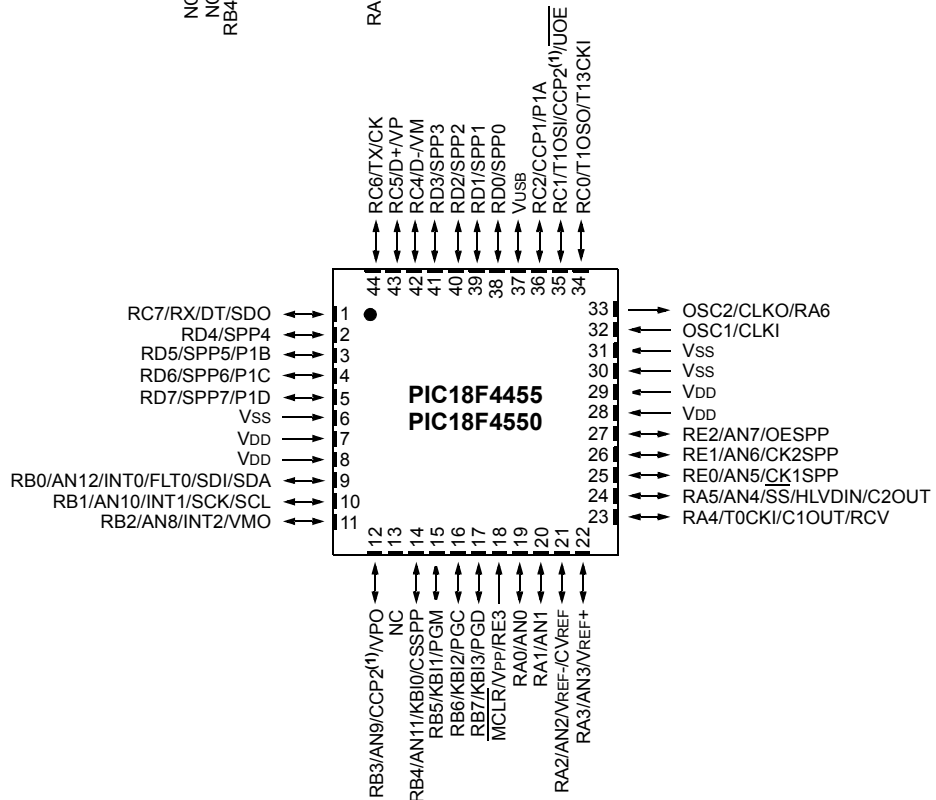 NC
NC
RB4
RA
RC6/TX/CK
RC5/D+/VP
RC4/D-/VM
RD3/SPP3
RD2/SPP2
RD1/SPP1
RD0/SPP0
VUSB
RC2/CCP1/P1A
RC1/T1OSI/CCP2(1)/UOE
RC0/T1OSO/T13CKI
44
43
42
41
40
39
38
37
36
35
34
RC7/RX/DT/SDO 1
RD4/SPP4 2
RD5/SPP5/P1B 3
RD6/SPP6/P1C 4
RD7/SPP7/P1D 5
VSS 6
VDD 7
VDD 8
RB0/AN12/INT0/FLT0/SDI/SDA 9
RB1/AN10/INT1/SCK/SCL 10
RB2/AN8/INT2/VMO 11
PIC18F4455
PIC18F4550
33 OSC2/CLKO/RA6
32 OSC1/CLKI
31 VSS
30 VSS
29 VDD
28 VDD
27 RE2/AN7/OESPP
26 RE1/AN6/CK2SPP
25 RE0/AN5/CK1SPP
24 RA5/AN4/SS/HLVDIN/C2OUT
23 RA4/T0CKI/C1OUT/RCV
12
13
14
15
16
17
18
19
20
21
22
RB3/AN9/CCP2(1)/VPO
NC
RB4/AN11/KBI0/CSSPP
RB5/KBI1/PGM
RB6/KBI2/PGC
RB7/KBI3/PGD
MCLR/VPP/RE3
RA0/AN0
RA1/AN1
RA2/AN2/VREF-/CVREF
RA3/AN3/VREF+